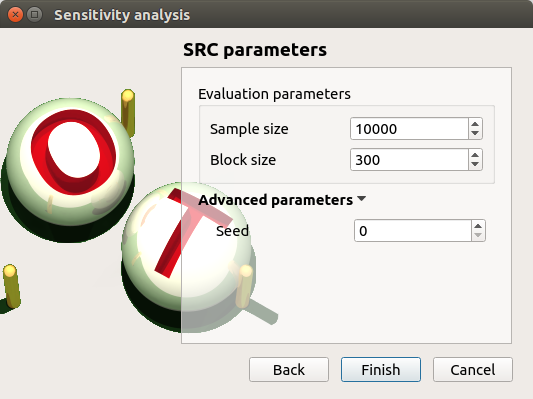 Sensitivity analysis
SRC parameters
Evaluation parameters
Sample size 10000
Block size 300
Advanced parameters
Seed 0
O
T
Back Finish Cancel